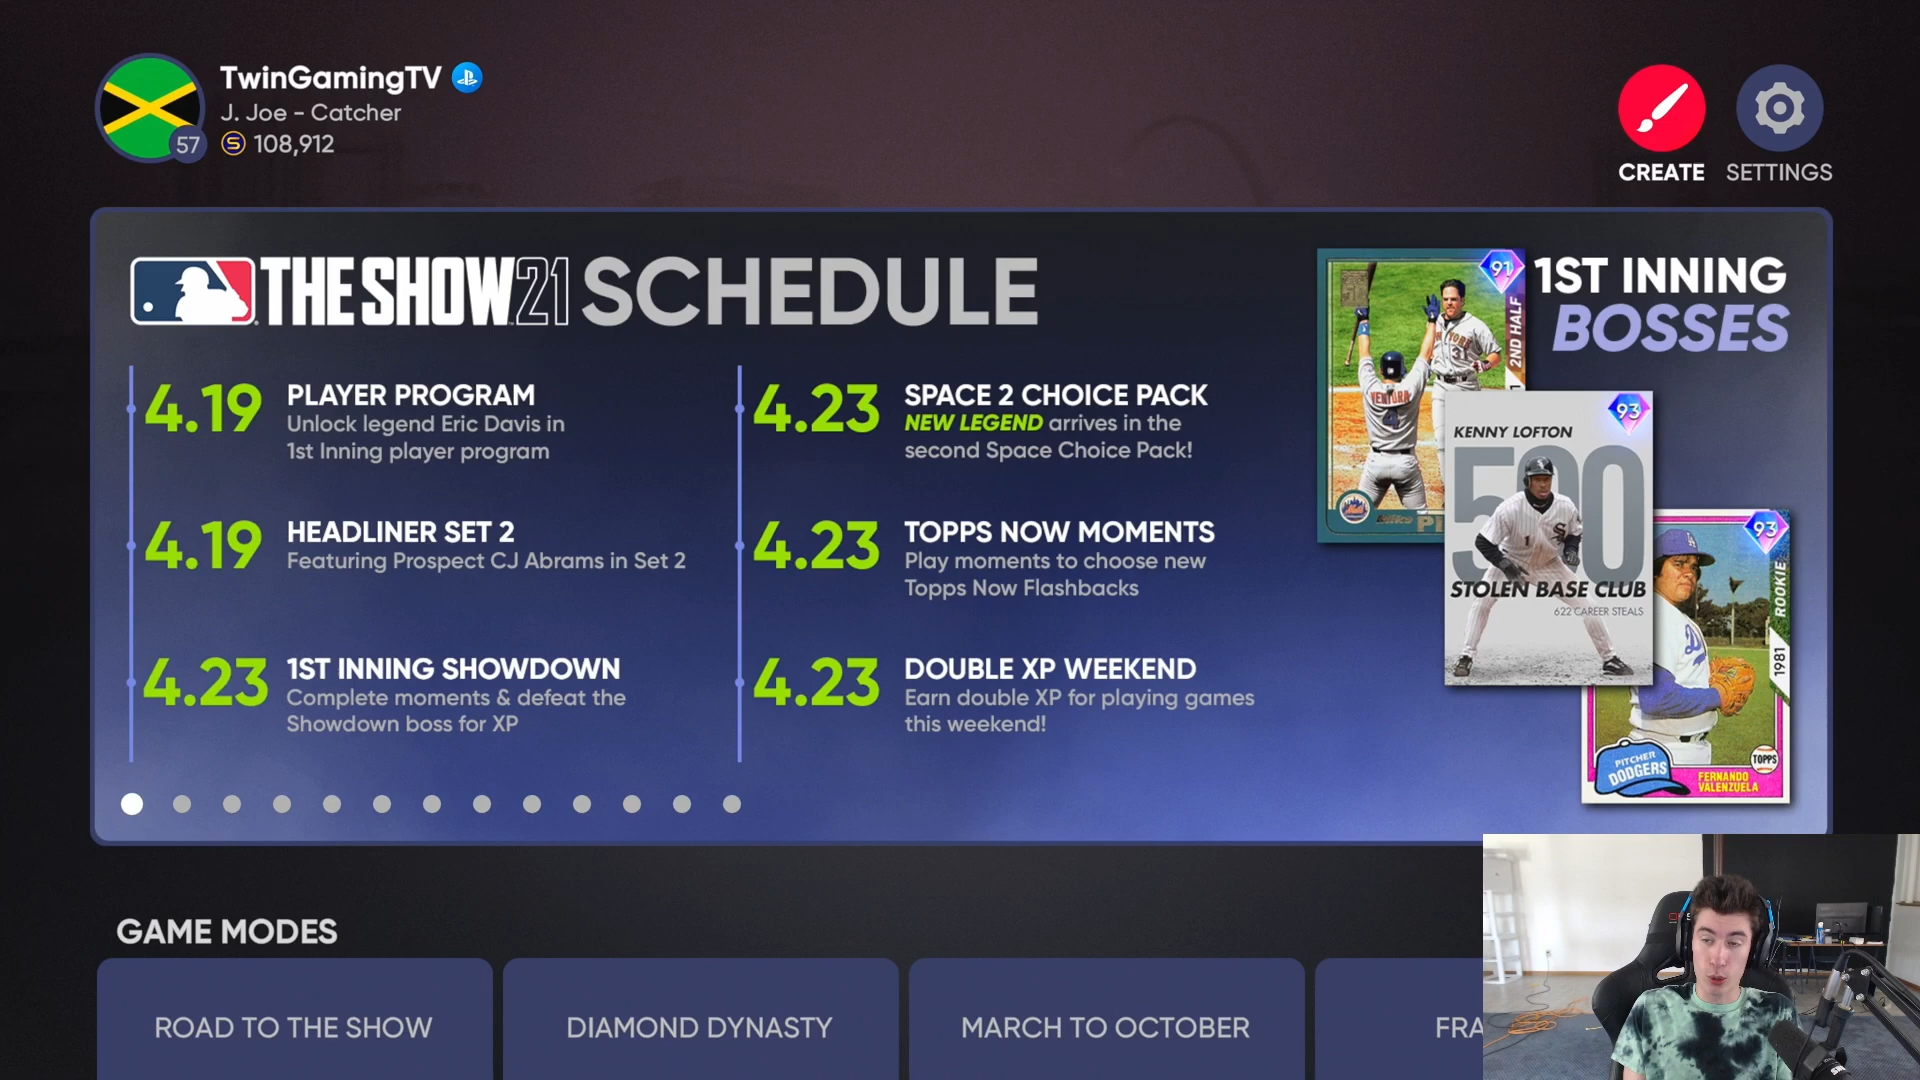 TwinGamingTV
J. Joe - Catcher
57
108,912
CREATE
SETTINGS
THE SHOW 21 SCHEDULE
4.19
PLAYER PROGRAM
Unlock legend Eric Davis in
1st Inning player program
4.19
HEADLINER SET 2
Featuring Prospect CJ Abrams in Set 2
4.23
1ST INNING SHOWDOWN
Complete moments & defeat the
Showdown boss for XP
4.23
SPACE 2 CHOICE PACK
NEW LEGEND arrives in the
second Space Choice Pack!
4.23
TOPPS NOW MOMENTS
Play moments to choose new
Topps Now Flashbacks
4.23
DOUBLE XP WEEKEND
Earn double XP for playing games
this weekend!
1ST INNING
BOSSES
91
2ND HALF
VENTURA
4
31
93
KENNY LOFTON
500
STOLEN BASE CLUB
622 CAREER STEALS
93
ROOKIE
1981
PITCHER
DODGERS
TOPPS
FERNANDO
VALENZUELA
GAME MODES
ROAD TO THE SHOW
DIAMOND DYNASTY
MARCH TO OCTOBER
FRA